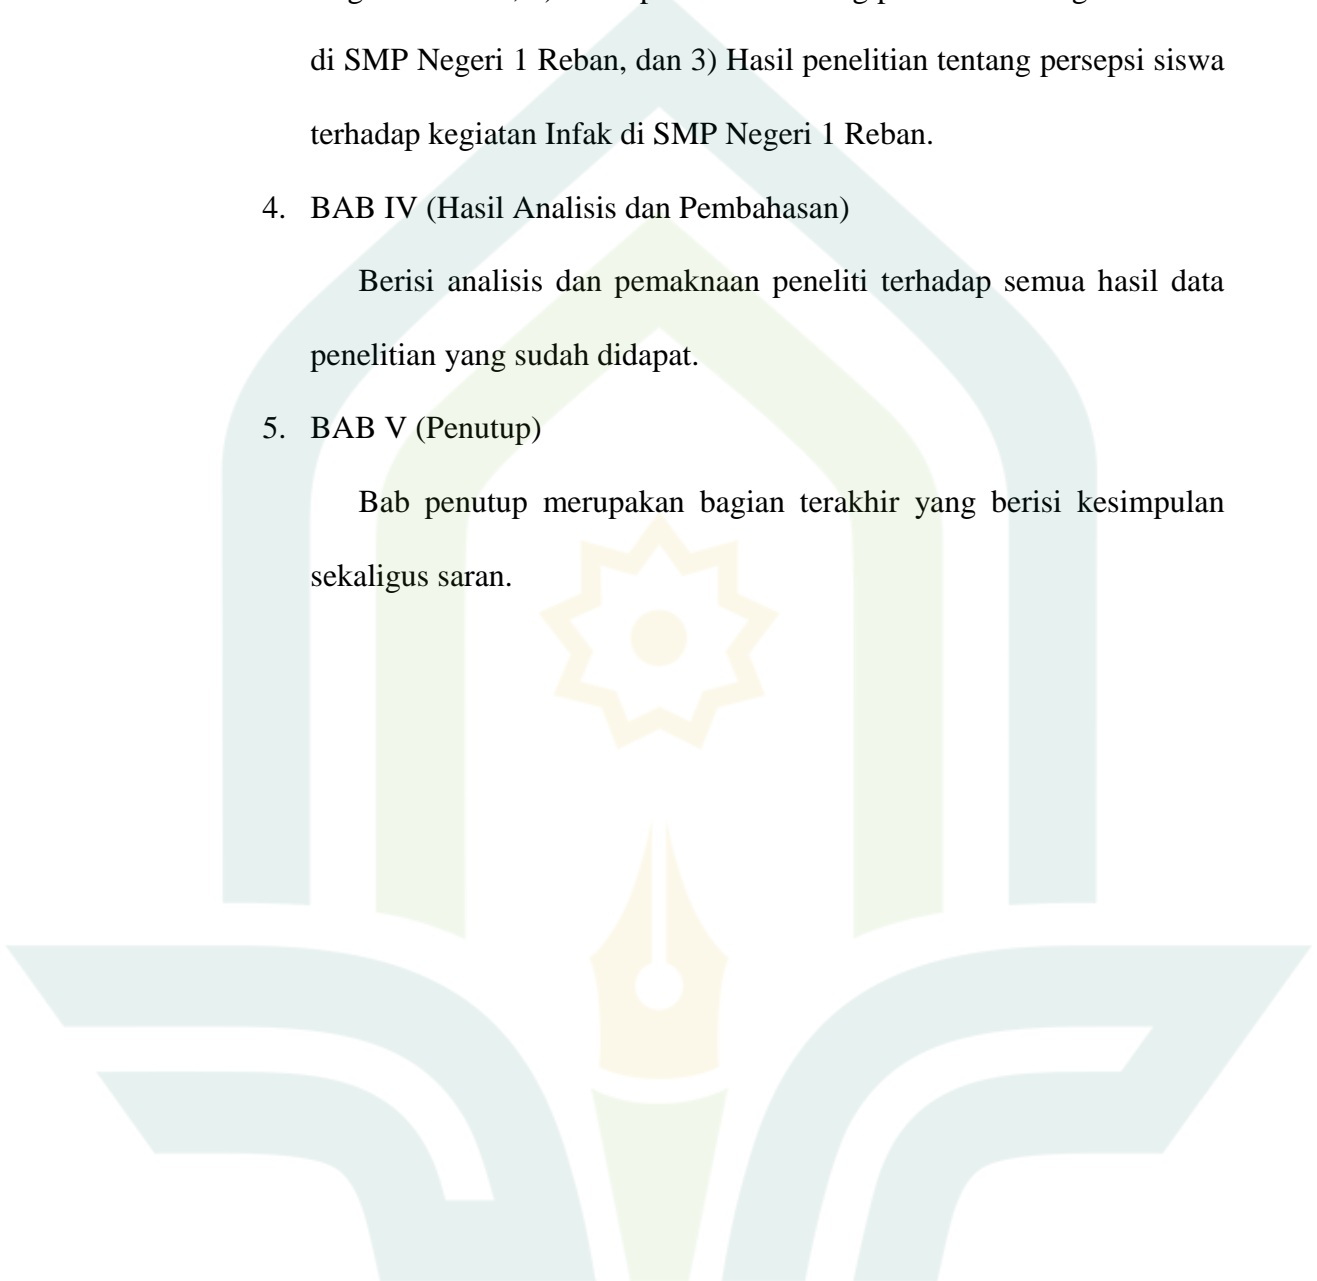 di SMP Negeri 1 Reban, dan 3) Hasil penelitian tentang persepsi siswa
terhadap kegiatan Infak di SMP Negeri 1 Reban.
4. BAB IV (Hasil Analisis dan Pembahasan)
Berisi analisis dan pemaknaan peneliti terhadap semua hasil data
penelitian yang sudah didapat.
5. BAB V (Penutup)
Bab penutup merupakan bagian terakhir yang berisi kesimpulan
sekaligus saran.